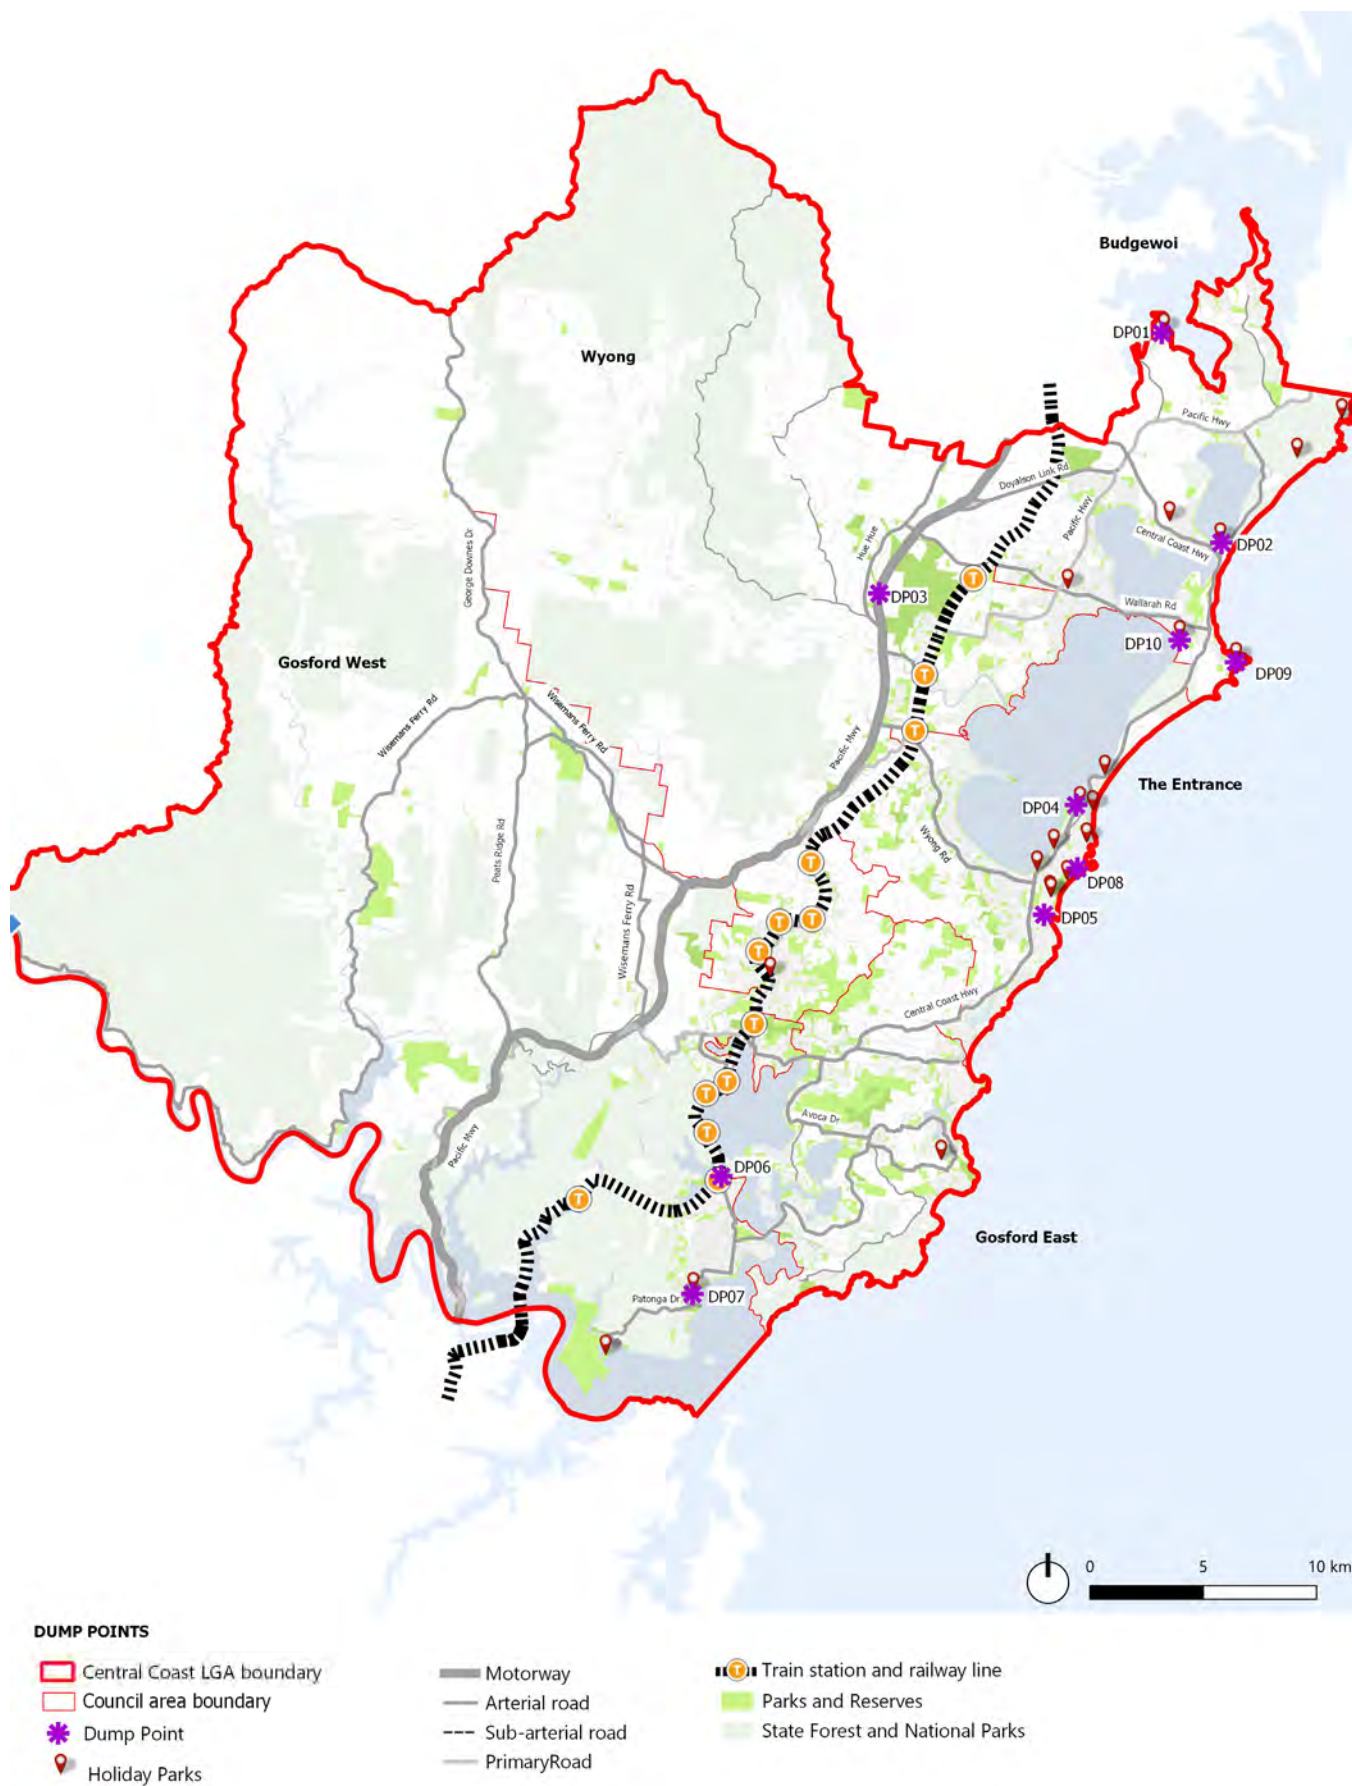 Budgewoi
DP01
Wyong
Pacific Hwy
Doyalson Link Rd
Pacific Hwy
Hue Hue
Central Coast Hwy
DP02
George Downes Dr
DP03
Wallarah Rd
DP10
DP09
Gosford West
Wisemans Ferry Rd
Wisemans Ferry Rd
Pacific Mwy
The Entrance
DP04
Peats Ridge Rd
Wyong Rd
DP08
DP05
Wisemans Ferry Rd
Central Coast Hwy
Avoca Dr
Pacific Mwy
DP06
Gosford East
Patonga Dr
DP07
T
T
T
T
T
T
T
T
T
T
T
T
T
0 5 10 km
DUMP POINTS
Central Coast LGA boundary
Council area boundary
Dump Point
Holiday Parks
Motorway
Arterial road
Sub-arterial road
PrimaryRoad
T Train station and railway line
Parks and Reserves
State Forest and National Parks